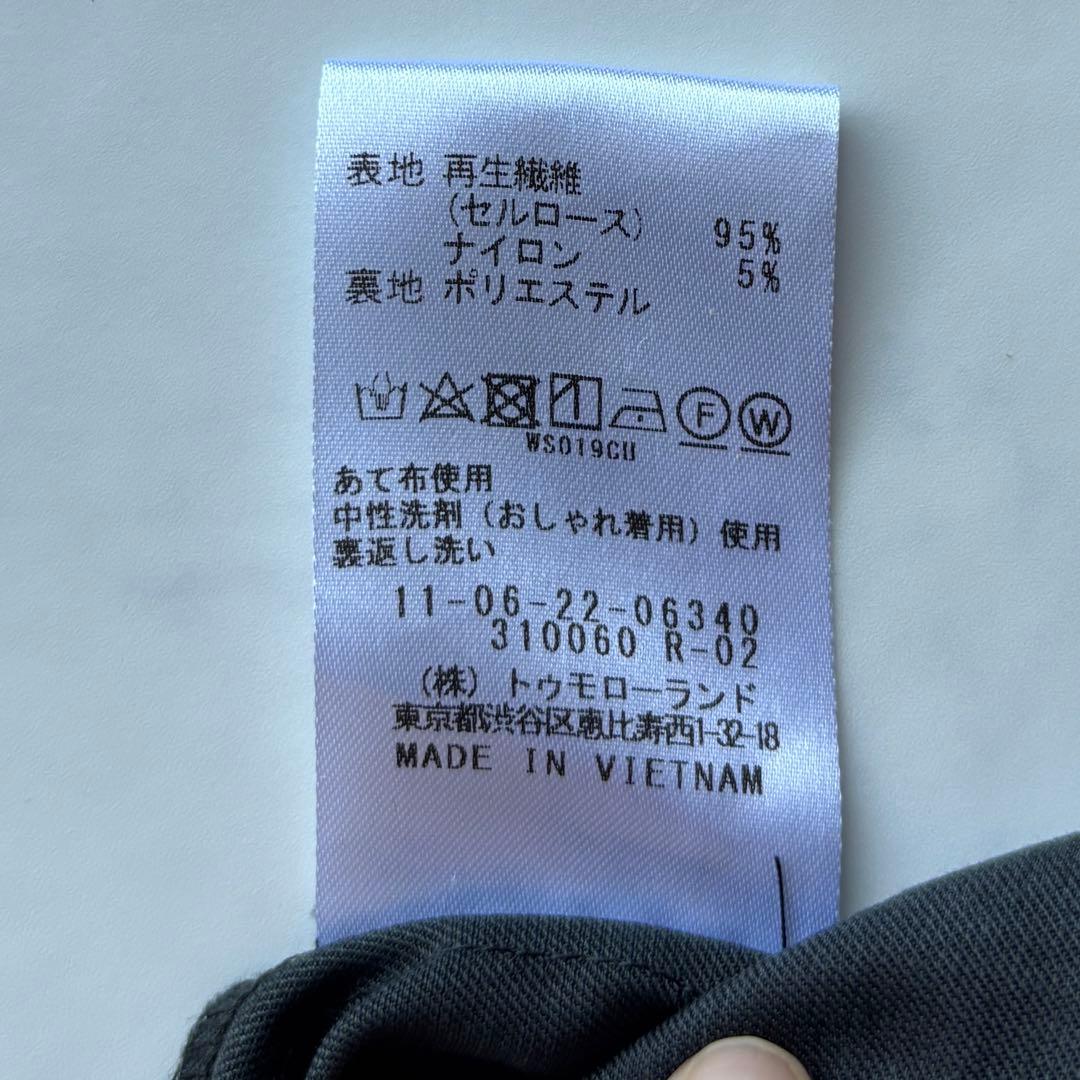 表地 再生繊維
(セルロース) 95%
ナイロン 5%
裏地 ポリエステル
F W
WS019CU
あて布使用
中性洗剤 (おしゃれ着用) 使用
裏返し洗い
11-06-22-06340
310060 R-02
(株) トゥモローランド
東京都渋谷区恵比寿西1-32-18
MADE IN VIETNAM